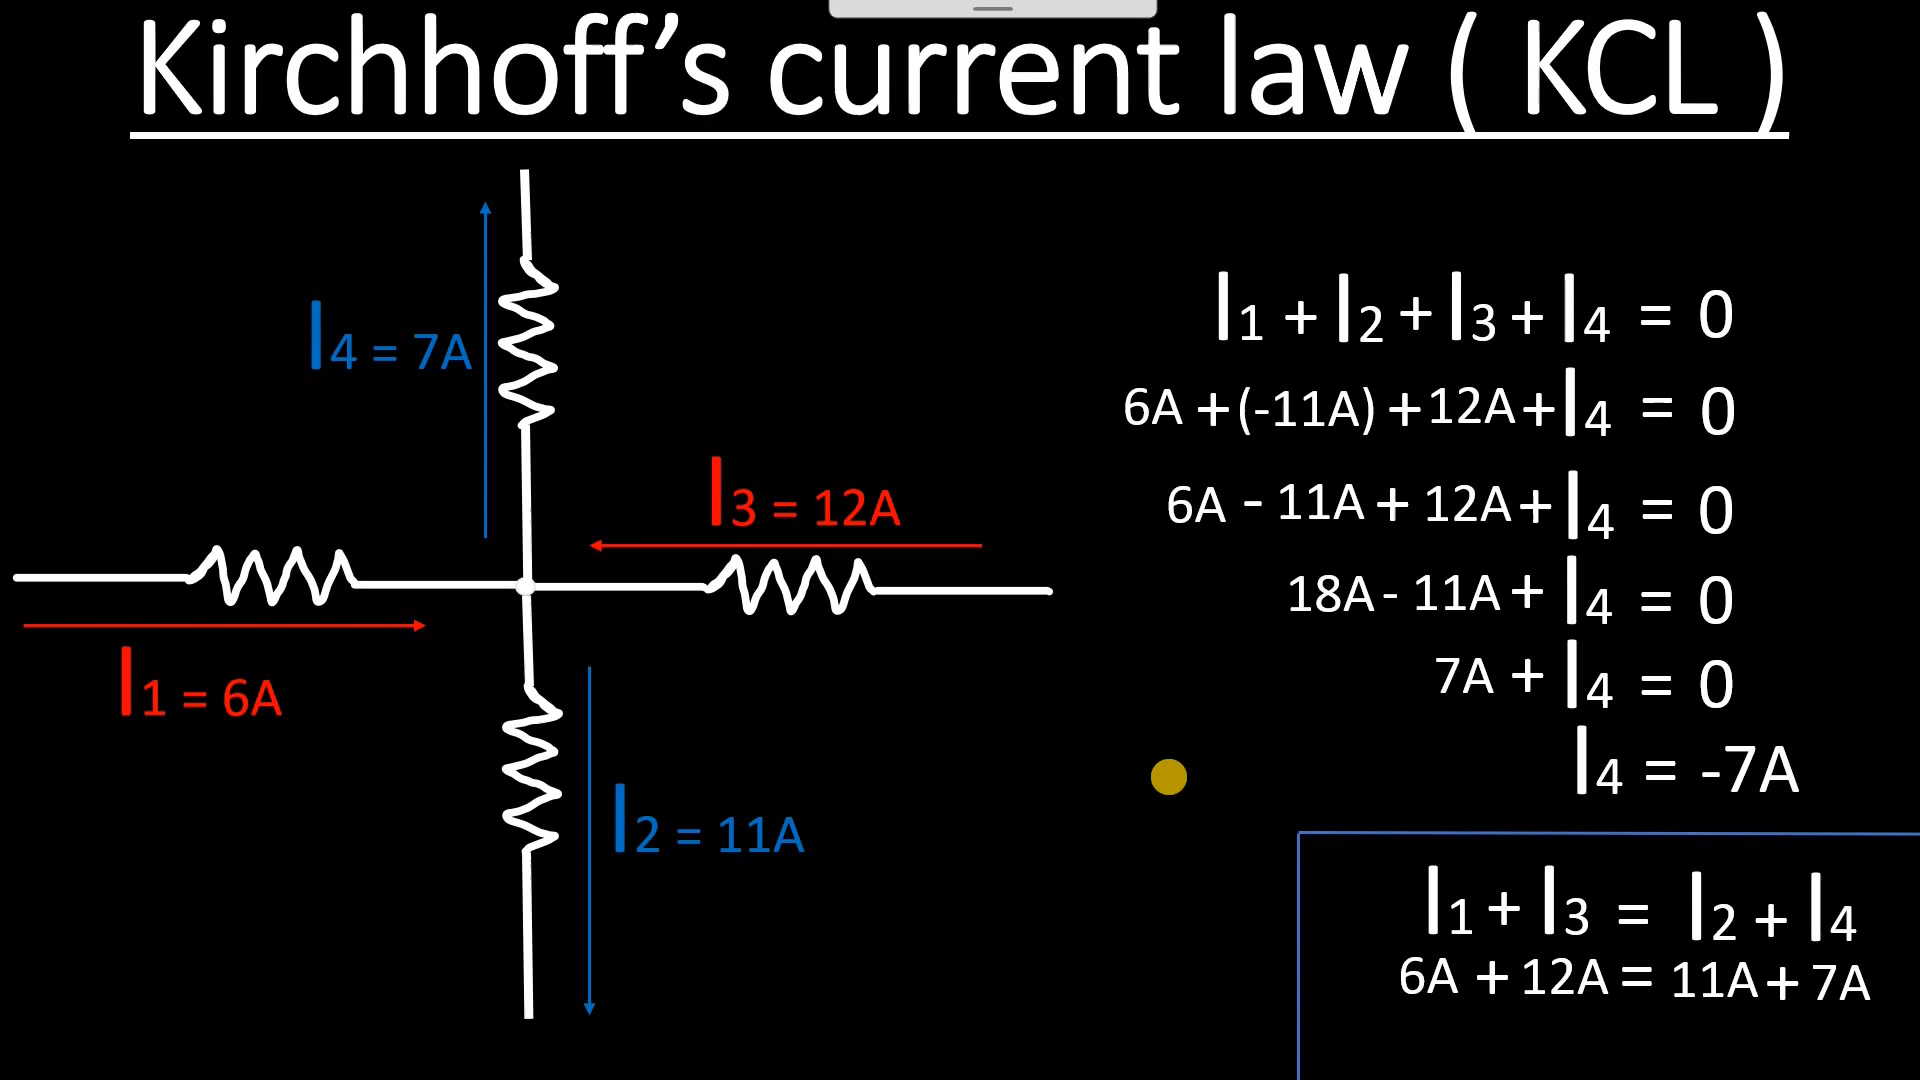 Kirchhoff's current law ( KCL )
I4 = 7A
I3 = 12A
I1 = 6A
I2 = 11A
I1 + I2 + I3 + I4 = 0
6A + (-11A) + 12A + I4 = 0
6A - 11A + 12A + I4 = 0
18A - 11A + I4 = 0
7A + I4 = 0
I4 = -7A
I1 + I3 = I2 + I4
6A + 12A = 11A + 7A